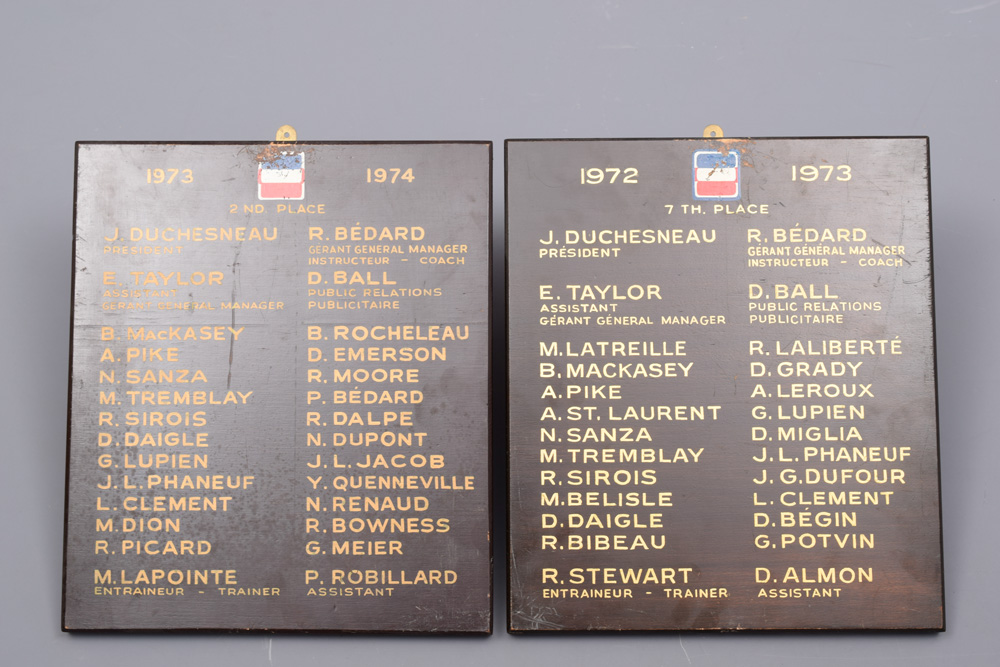 1973 1974
2 ND. PLACE
J. DUCHESNEAU R. BÉDARD
PRÉSIDENT GÉRANT GÉNÉRAL MANAGER
INSTRUCTEUR - COACH
E. TAYLOR D. BALL
ASSISTANT PUBLIC RELATIONS
GÉRANT GÉNÉRAL MANAGER PUBLICITAIRE
B. MacKASEY B. ROCHELEAU
A. PIKE D. EMERSON
N. SANZA R. MOORE
M. TREMBLAY P. BÉDARD
R. SIROIS R. DALPE
D. DAIGLE N. DUPONT
G. LUPIEN J. L. JACOB
J. L. PHANEUF Y. QUENNEVILLE
L. CLEMENT N. RENAUD
M. DION R. BOWNESS
R. PICARD G. MEIER
M. LAPOINTE P. ROBILLARD
ENTRAINEUR - TRAINER ASSISTANT
1972 1973
7 TH. PLACE
J. DUCHESNEAU R. BÉDARD
PRÉSIDENT GÉRANT GÉNÉRAL MANAGER
INSTRUCTEUR - COACH
E. TAYLOR D. BALL
ASSISTANT PUBLIC RELATIONS
GÉRANT GÉNÉRAL MANAGER PUBLICITAIRE
M. LATREILLE R. LALIBERTÉ
B. MACKASEY D. GRADY
A. PIKE A. LEROUX
A. ST. LAURENT G. LUPIEN
N. SANZA D. MIGLIA
M. TREMBLAY J. L. PHANEUF
R. SIROIS J. G. DUFOUR
M. BELISLE L. CLEMENT
D. DAIGLE D. BÉGIN
R. BIBEAU G. POTVIN
R. STEWART D. ALMON
ENTRAINEUR - TRAINER ASSISTANT